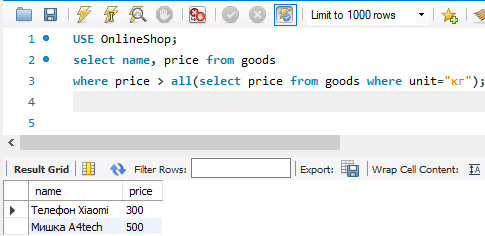 Limit to 1000 rows
1 USE OnlineShop;
2 select name, price from goods
3 where price > all(select price from goods where unit="кг");
4
5
Result Grid Filter Rows: Export: Wrap Cell Content:
name price
Телефон Xiaomi 300
Мишка A4tech 500